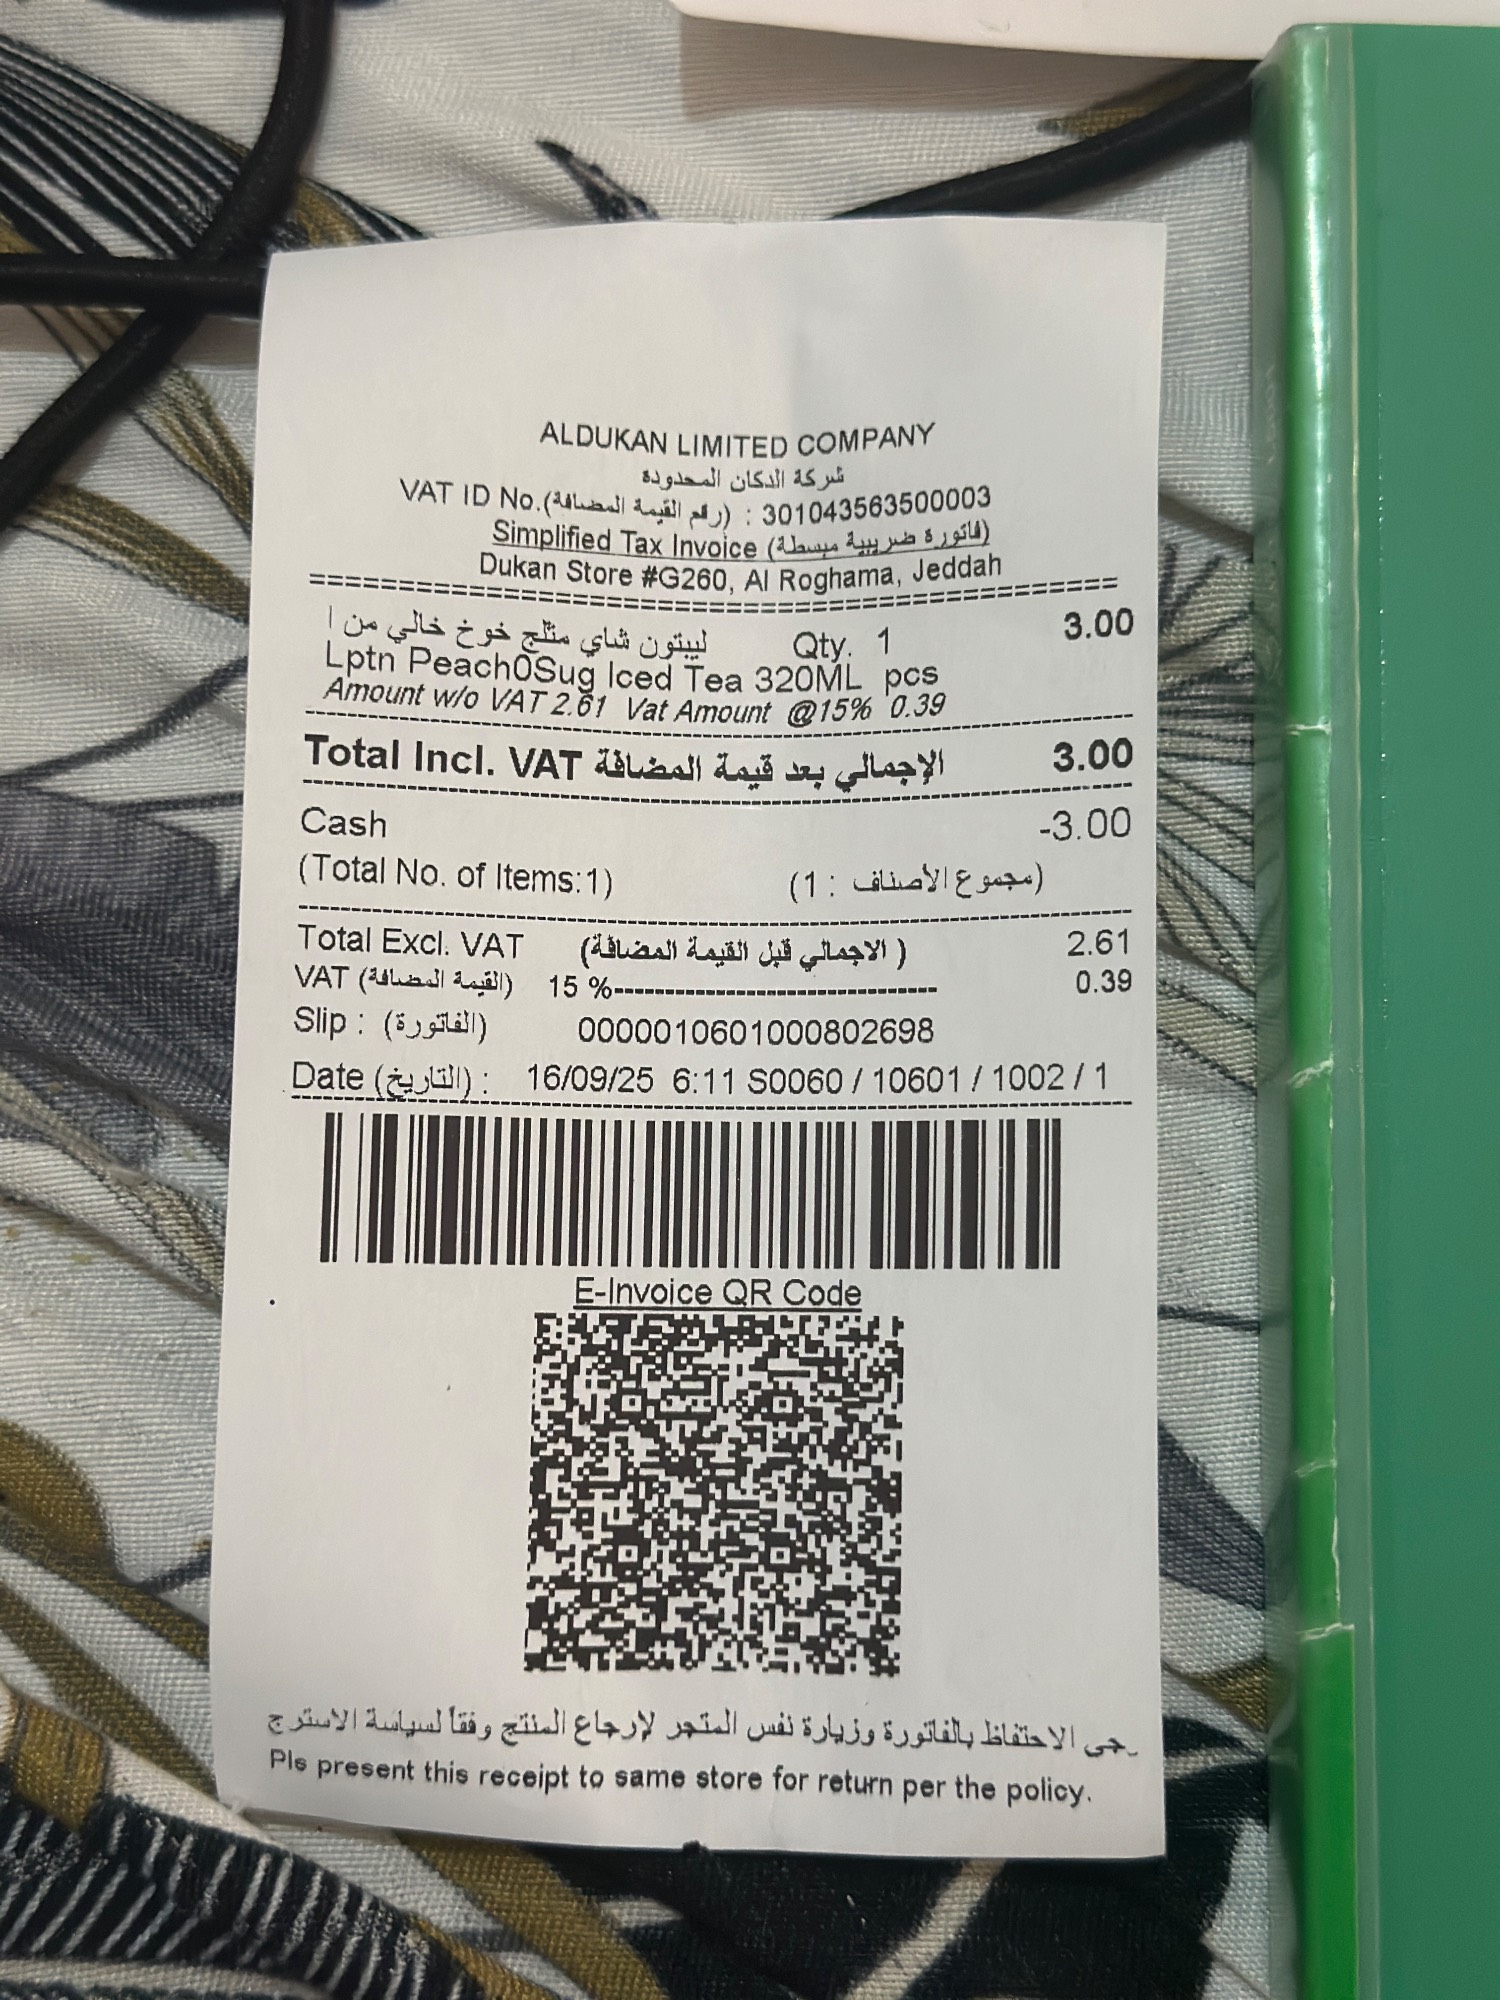 ALDUKAN LIMITED COMPANY
شركة الدكان المحدودة
VAT ID No.(رقم القيمة المضافة) : 301043563500003
Simplified Tax Invoice (فاتورة ضريبية مبسطة)
Dukan Store #G260, Al Roghama, Jeddah
ليبتون شاي مثلج خوخ خالي من ا Qty. 1 3.00
Lptn Peach0Sug Iced Tea 320ML pcs
Amount w/o VAT 2.61 Vat Amount @15% 0.39
Total Incl. VAT الإجمالي بعد قيمة المضافة 3.00
Cash -3.00
(Total No. of Items:1) (مجموع الأصناف : 1)
Total Excl. VAT (الاجمالي قبل القيمة المضافة ) 2.61
VAT (القيمة المضافة) 15 %------------------------------- 0.39
Slip : (الفاتورة) 0000010601000802698
Date (التاريخ) : 16/09/25 6:11 S0060 / 10601 / 1002 / 1
E-Invoice QR Code
الاحتفاظ بالفاتورة وزيارة نفس المتجر لإرجاع المنتج وفقاً لسياسة الاسترج
Pls present this receipt to same store for return per the policy.